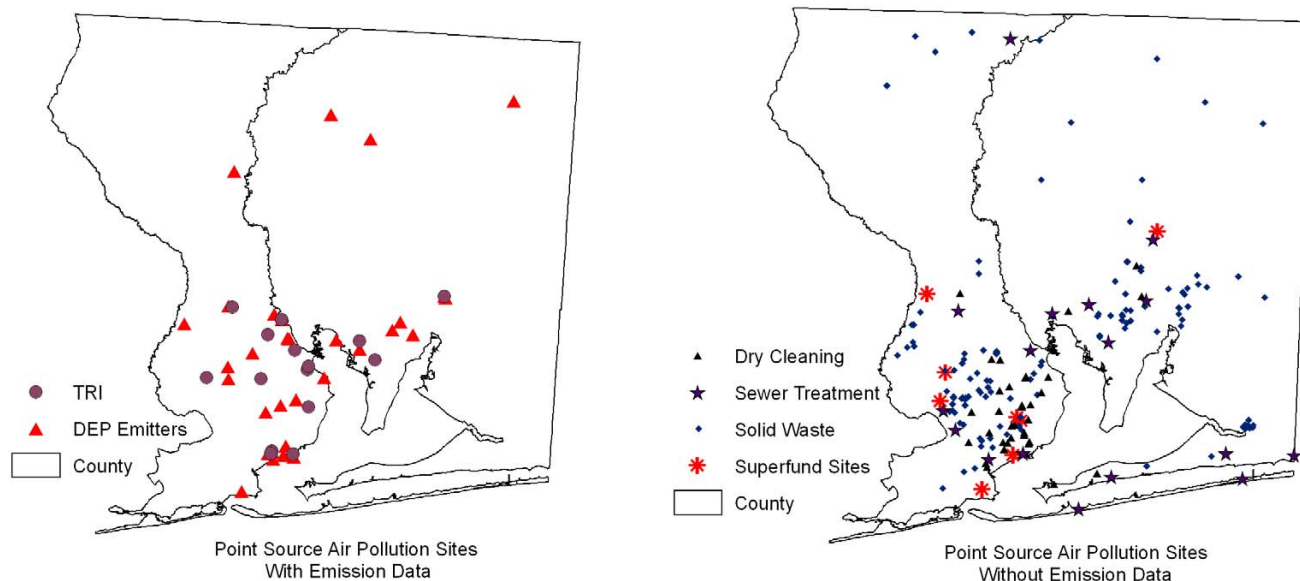 TRI
DEP Emitters
County
Point Source Air Pollution Sites
With Emission Data
Dry Cleaning
Sewer Treatment
Solid Waste
Superfund Sites
County
Point Source Air Pollution Sites
Without Emission Data